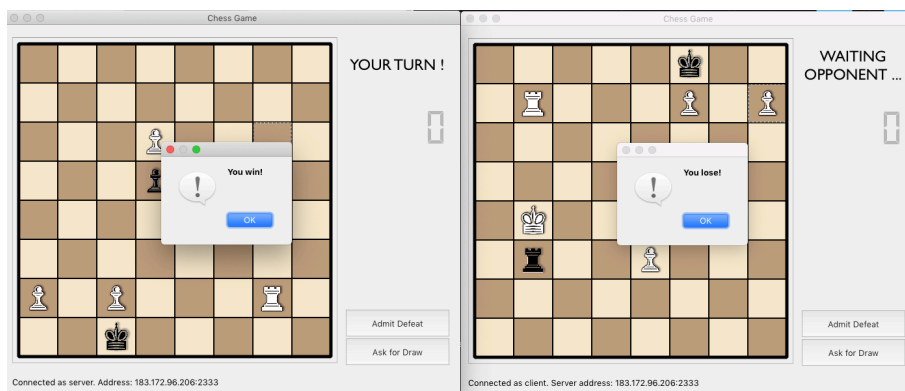 Chess Game
YOUR TURN !
0
You win!
OK
Admit Defeat
Ask for Draw
Connected as server. Address: 183.172.96.206:2333
Chess Game
WAITING
OPPONENT ...
0
You lose!
OK
Admit Defeat
Ask for Draw
Connected as client. Server address: 183.172.96.206:2333